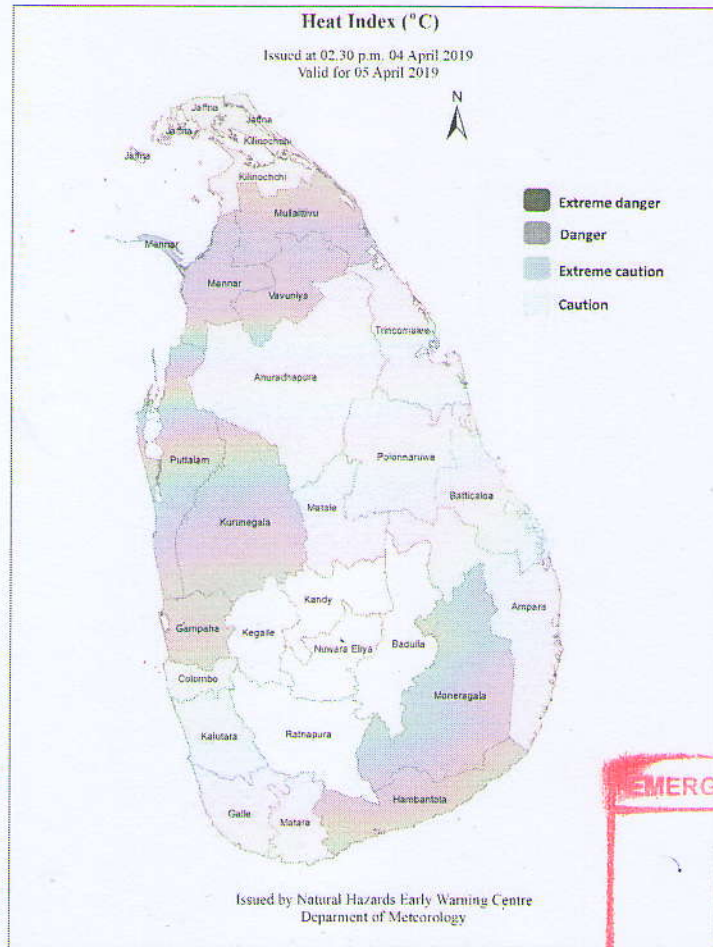 Heat Index (°C)
Issued at 02.30 p.m. 04 April 2019
Valid for 05 April 2019
N
Jaffna
Jaffna
Jaffna
Kilinochchi
Jaffna
Kilinochchi
Mullaitivu
Mannar
Mannar
Vavuniya
Trincomalee
Anuradhapura
Puttalam
Polonnaruwa
Batticaloa
Matale
Kurunegala
Kandy
Ampara
Gampaha
Kegalle
Nuwara Eliya
Badulla
Colombo
Moneragala
Kalutara
Ratnapura
Hambantota
Galle
Matara
Extreme danger
Danger
Extreme caution
Caution
EMERG
Issued by Natural Hazards Early Warning Centre
Deparment of Meteorology